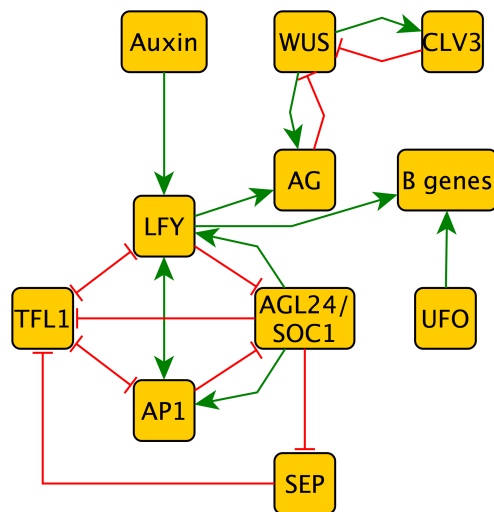 Auxin
WUS
CLV3
AG
B genes
LFY
TFL1
AGL24/
SOC1
UFO
AP1
SEP